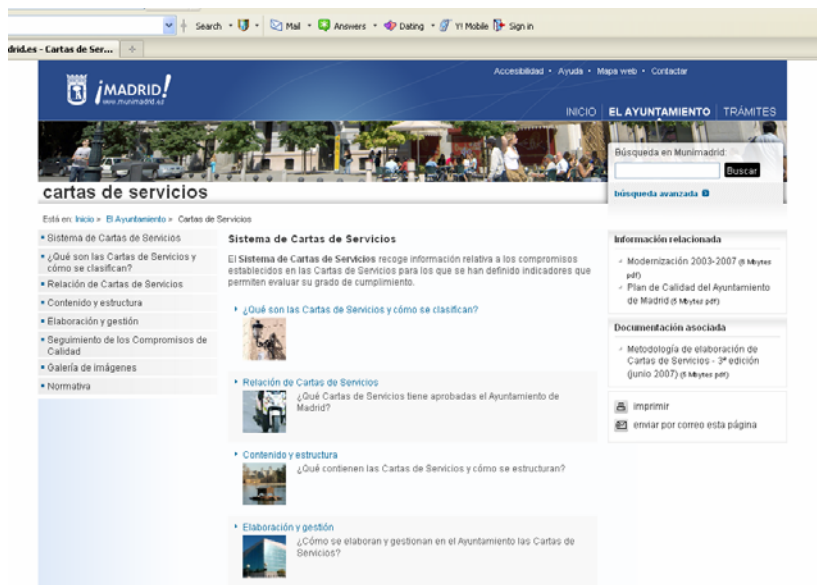 Search
Mail
Answers
Dating
Y! Mobile
Sign in
drid.es - Cartas de Ser...
¡MADRID!
www.munimadrid.es
Accesibilidad • Ayuda • Mapa web • Contactar
INICIO | EL AYUNTAMIENTO | TRÁMITES
Búsqueda en Munimadrid:
Buscar
búsqueda avanzada
cartas de servicios
Está en: Inicio > El Ayuntamiento > Cartas de Servicios
Sistema de Cartas de Servicios
¿Qué son las Cartas de Servicios y
cómo se clasifican?
Relación de Cartas de Servicios
Contenido y estructura
Elaboración y gestión
Seguimiento de los Compromisos de
Calidad
Galería de imágenes
Normativa
Sistema de Cartas de Servicios
El Sistema de Cartas de Servicios recoge información relativa a los compromisos
establecidos en las Cartas de Servicios para los que se han definido indicadores que
permiten evaluar su grado de cumplimiento.
¿Qué son las Cartas de Servicios y cómo se clasifican?
Relación de Cartas de Servicios
¿Qué Cartas de Servicios tiene aprobadas el Ayuntamiento de
Madrid?
Contenido y estructura
¿Qué contienen las Cartas de Servicios y cómo se estructuran?
Elaboración y gestión
¿Cómo se elaboran y gestionan en el Ayuntamiento las Cartas de
Servicios?
Información relacionada
Modernización 2003-2007 (5 Mbytes
pdf)
Plan de Calidad del Ayuntamiento
de Madrid (5 Mbytes pdf)
Documentación asociada
Metodología de elaboración de
Cartas de Servicios - 3ª edición
(junio 2007) (5 Mbytes pdf)
imprimir
enviar por correo esta página